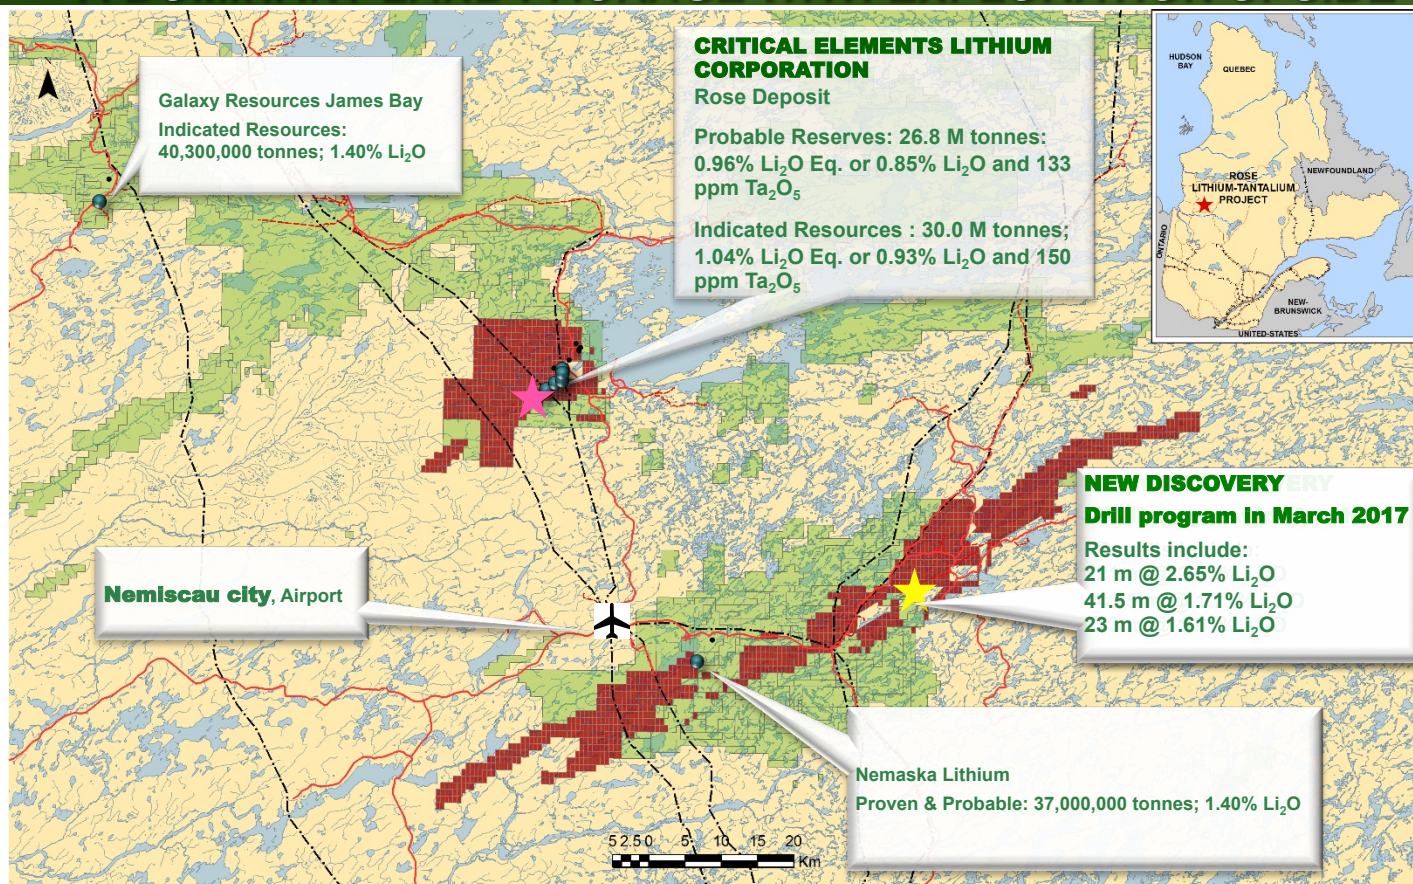 Galaxy Resources James Bay
Indicated Resources:
40,300,000 tonnes; 1.40% Li₂O
CRITICAL ELEMENTS LITHIUM
CORPORATION
Rose Deposit
Probable Reserves: 26.8 M tonnes:
0.96% Li₂O Eq. or 0.85% Li₂O and 133
ppm Ta₂O₅
Indicated Resources : 30.0 M tonnes;
1.04% Li₂O Eq. or 0.93% Li₂O and 150
ppm Ta₂O₅
HUDSON
BAY
QUEBEC
NEWFOUNDLAND
ROSE
LITHIUM-TANTALIUM
PROJECT
ONTARIO
NEW-
BRUNSWICK
UNITED-STATES
NEW DISCOVERY
Drill program in March 2017
Results include:
21 m @ 2.65% Li₂O
41.5 m @ 1.71% Li₂O
23 m @ 1.61% Li₂O
Nemiscau city, Airport
Nemaska Lithium
Proven & Probable: 37,000,000 tonnes; 1.40% Li₂O
5 2.5 0 5 10 15 20
Km